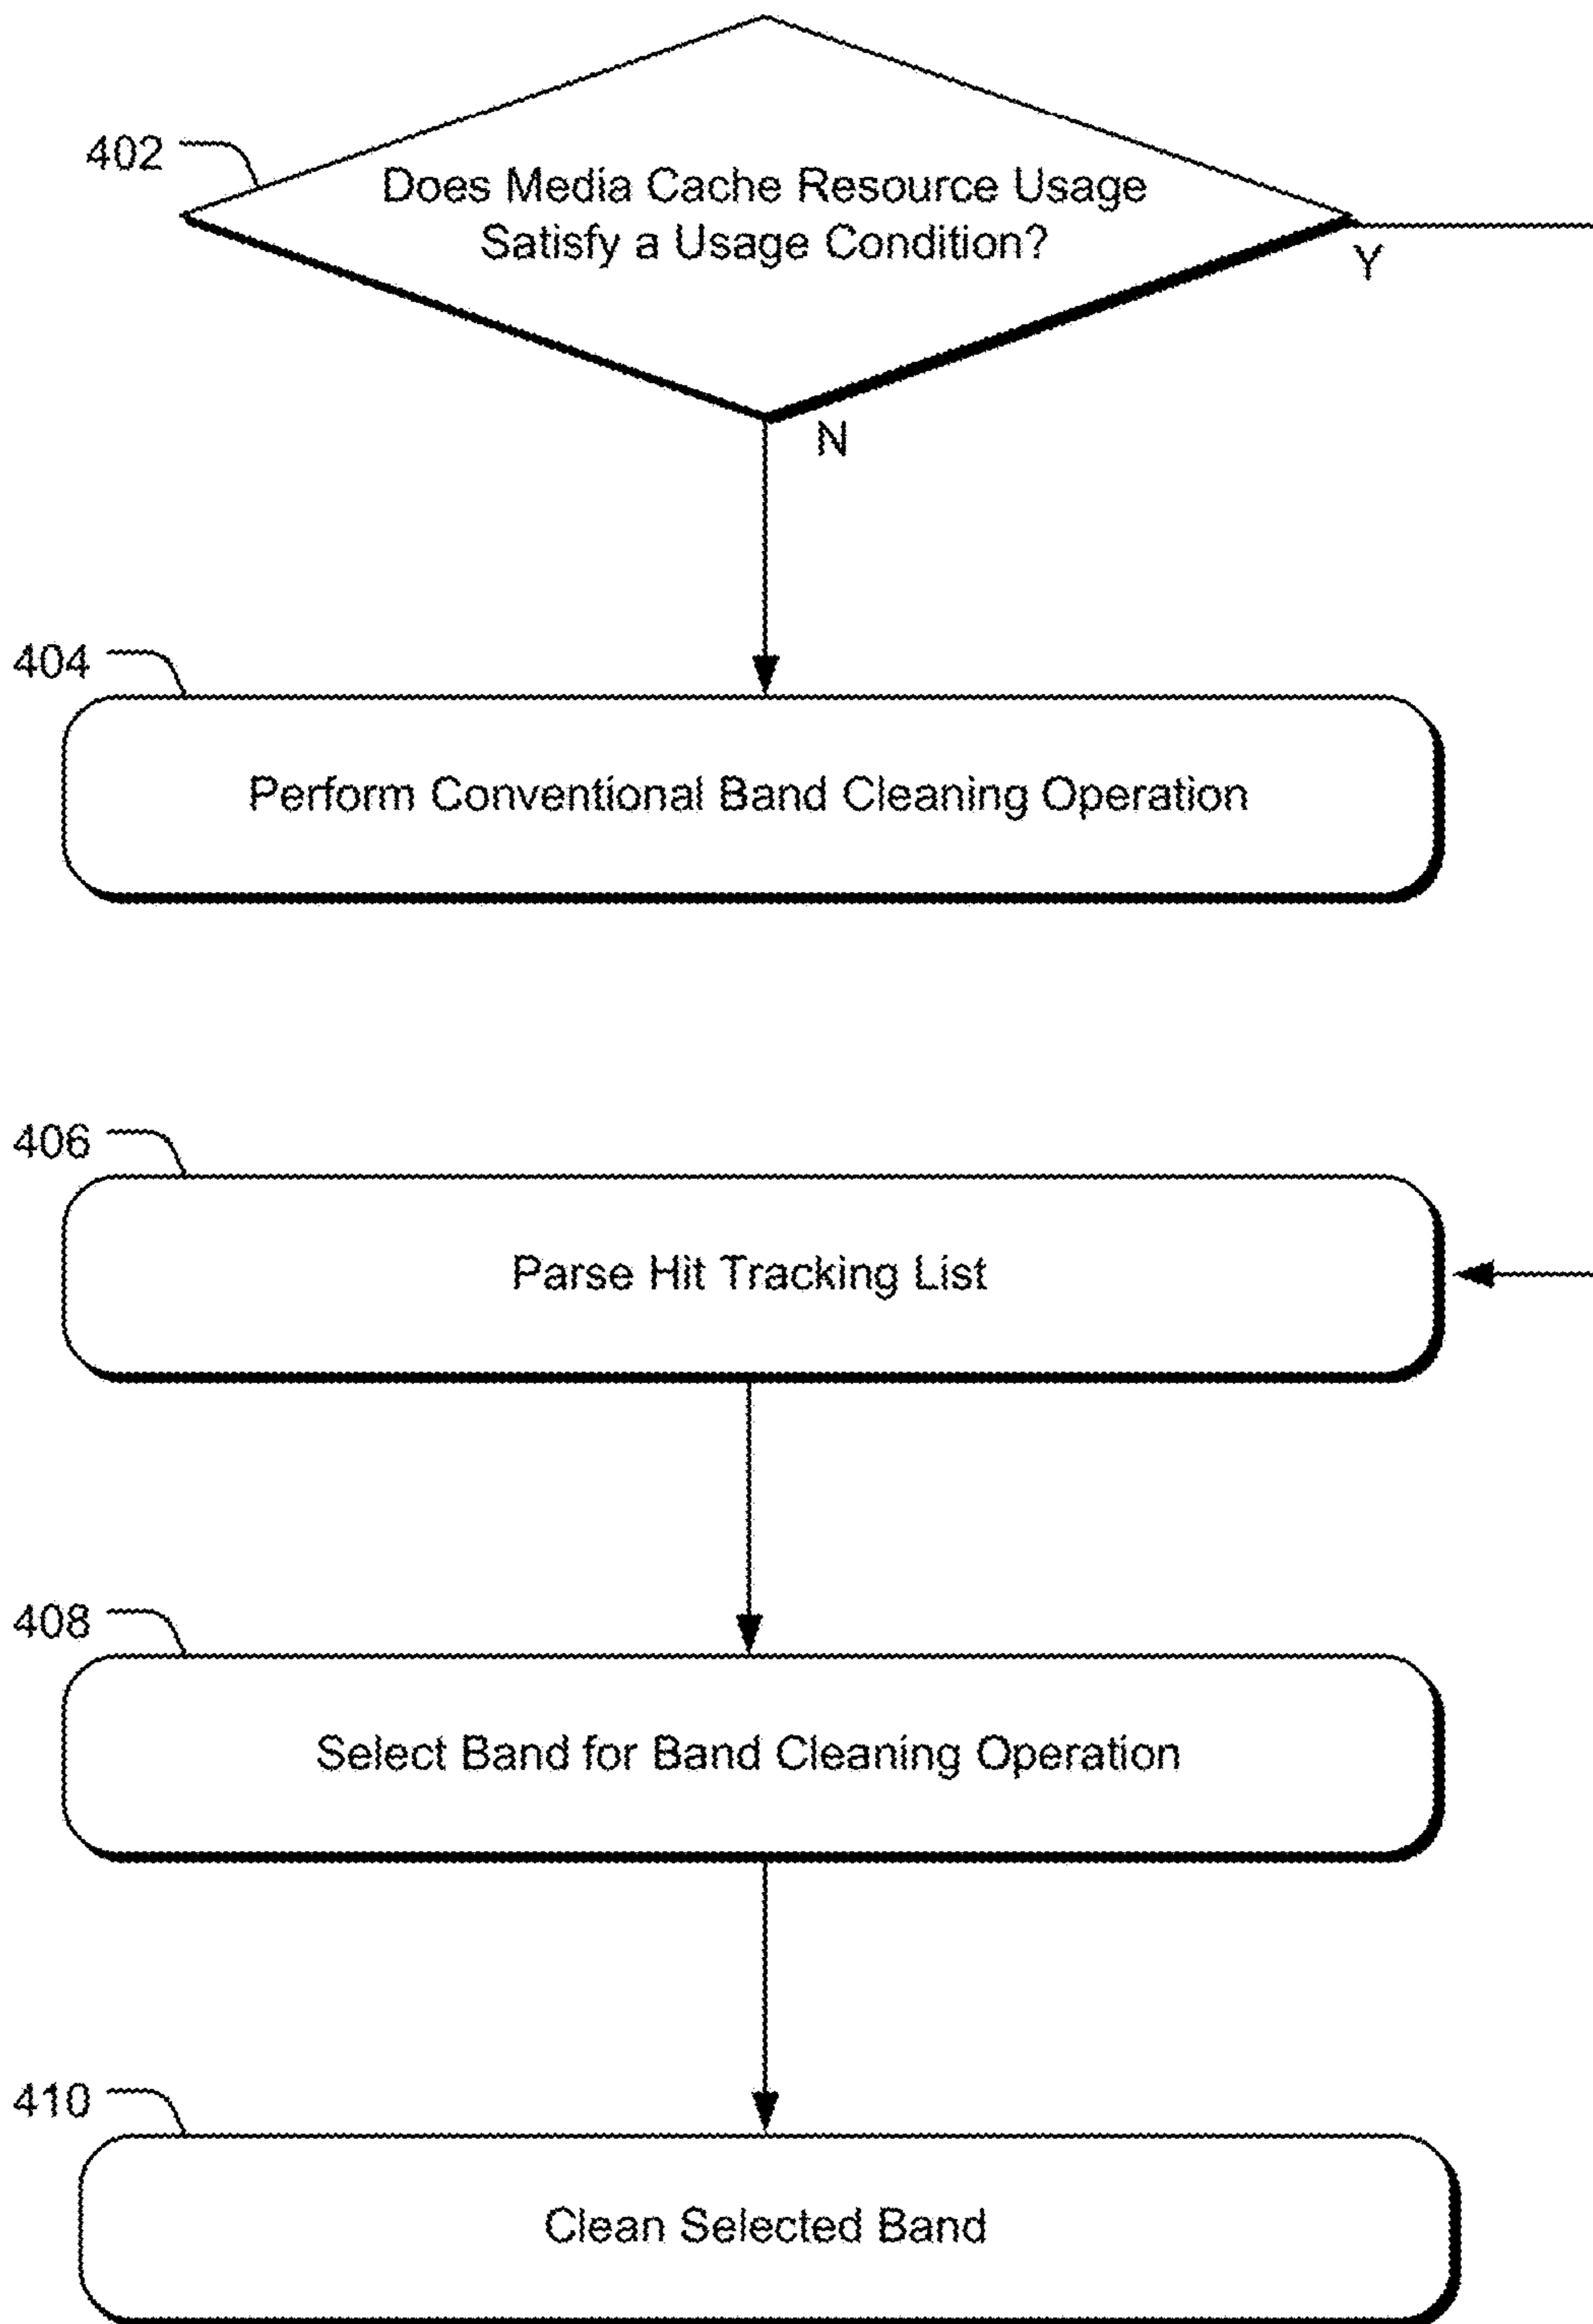 402
Does Media Cache Resource Usage
Satisfy a Usage Condition?
Y
N
404
Perform Conventional Band Cleaning Operation
406
Parse Hit Tracking List
408
Select Band for Band Cleaning Operation
410
Clean Selected Band